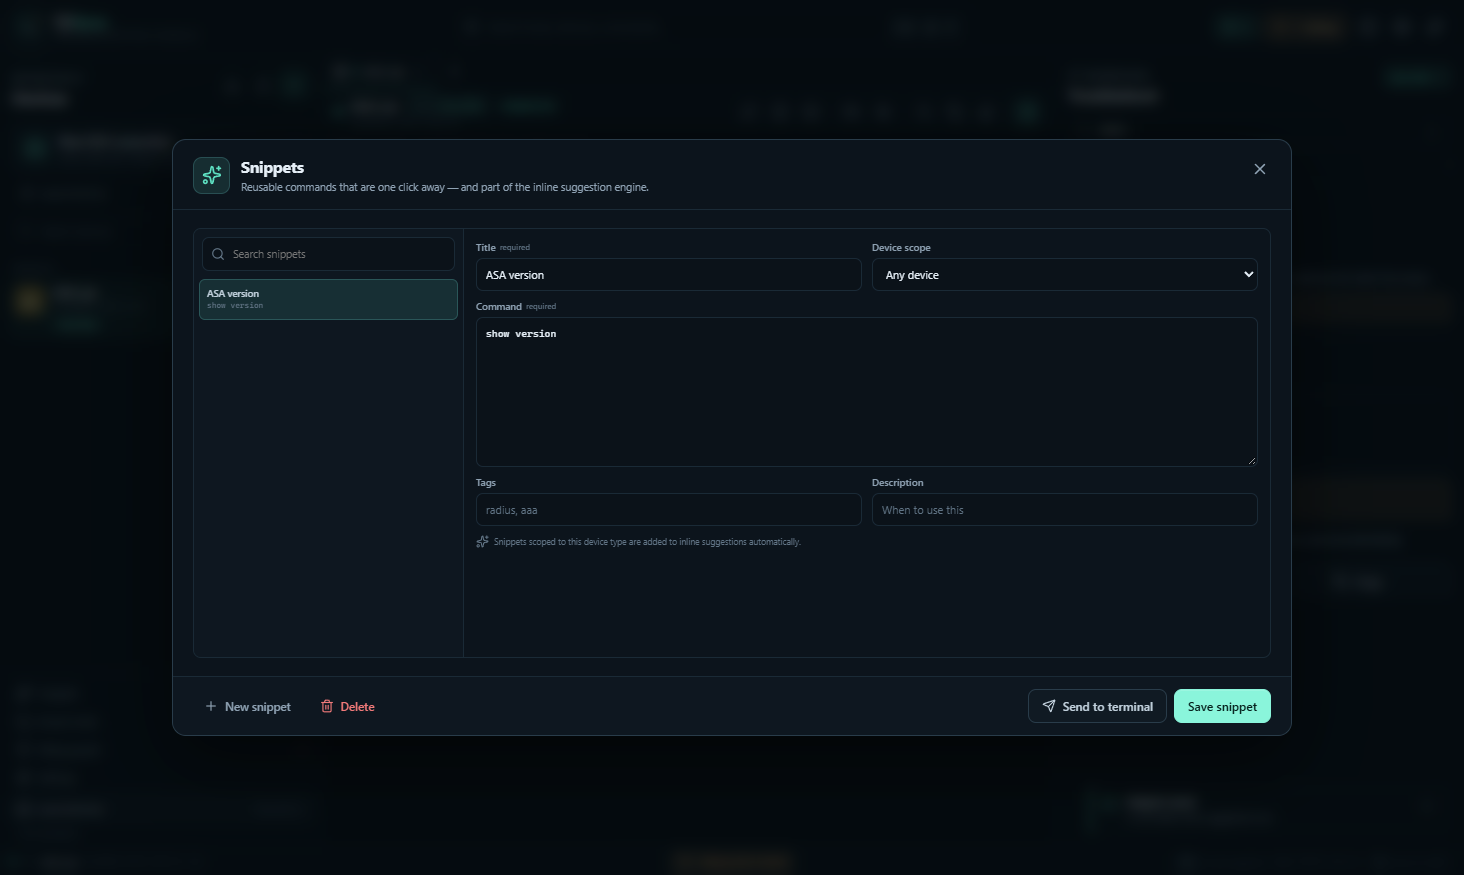 Snippets
Reusable commands that are one click away — and part of the inline suggestion engine.
Search snippets
ASA version
show version
Title required
ASA version
Device scope
Any device
Command required
show version
Tags
radius, aaa
Description
When to use this
Snippets scoped to this device type are added to inline suggestions automatically.
New snippet
Delete
Send to terminal
Save snippet